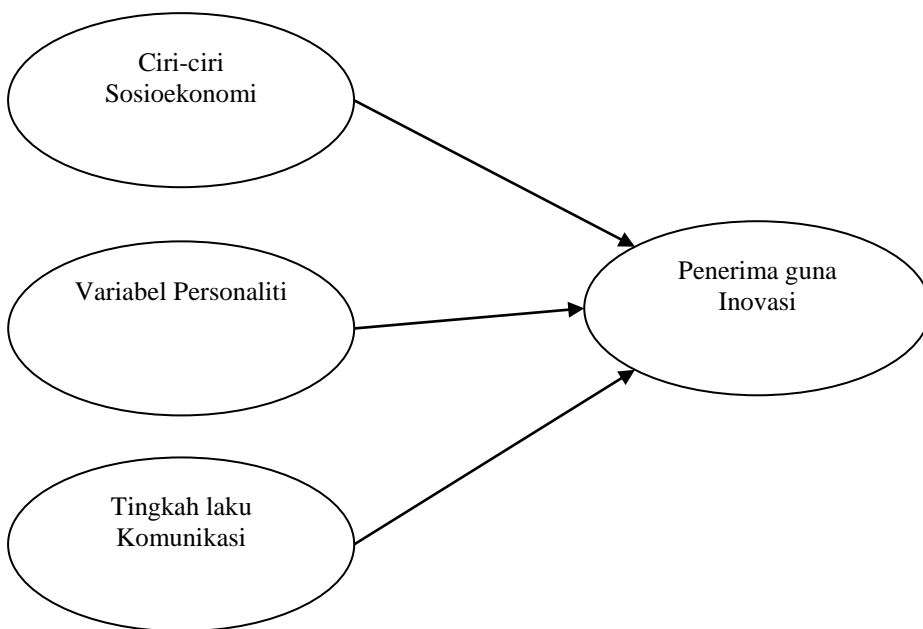 Ciri-ciri
Sosioekonomi
Variabel Personaliti
Penerima guna
Inovasi
Tingkah laku
Komunikasi